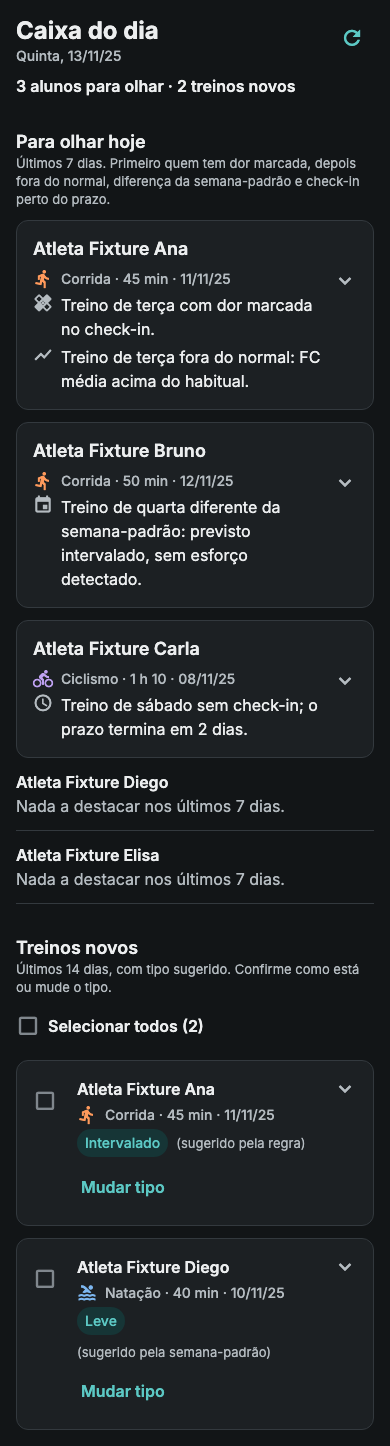 Caixa do dia
Quinta, 13/11/25
3 alunos para olhar · 2 treinos novos
Para olhar hoje
Últimos 7 dias. Primeiro quem tem dor marcada, depois
fora do normal, diferença da semana-padrão e check-in
perto do prazo.
Atleta Fixture Ana
Corrida · 45 min · 11/11/25
Treino de terça com dor marcada
no check-in.
Treino de terça fora do normal: FC
média acima do habitual.
Atleta Fixture Bruno
Corrida · 50 min · 12/11/25
Treino de quarta diferente da
semana-padrão: previsto
intervalado, sem esforço
detectado.
Atleta Fixture Carla
Ciclismo · 1 h 10 · 08/11/25
Treino de sábado sem check-in; o
prazo termina em 2 dias.
Atleta Fixture Diego
Nada a destacar nos últimos 7 dias.
Atleta Fixture Elisa
Nada a destacar nos últimos 7 dias.
Treinos novos
Últimos 14 dias, com tipo sugerido. Confirme como está
ou mude o tipo.
Selecionar todos (2)
Atleta Fixture Ana
Corrida · 45 min · 11/11/25
Intervalado (sugerido pela regra)
Mudar tipo
Atleta Fixture Diego
Natação · 40 min · 10/11/25
Leve
(sugerido pela semana-padrão)
Mudar tipo